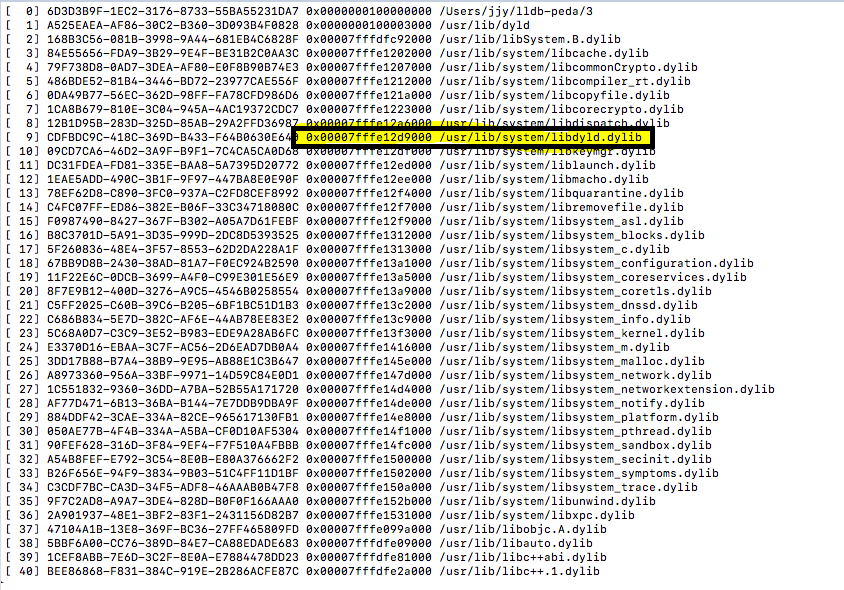 [  0] 6D3D3B9F-1EC2-3176-8733-55BA55231DA7 0x0000000100000000 /Users/jjy/lldb-peda/3
[  1] A525EAEA-AF86-30C2-B360-3D093B4F0828 0x0000000100003000 /usr/lib/dyld
[  2] 168B3C56-081B-3998-9A44-681EB4C6828F 0x00007fffdfc92000 /usr/lib/libSystem.B.dylib
[  3] 84E55656-FDA9-3B29-9E4F-BE31B2C0AA3C 0x00007fffe1202000 /usr/lib/system/libcache.dylib
[  4] 79F738D8-0AD7-3DEA-AF80-E0F8B90B74E3 0x00007fffe1207000 /usr/lib/system/libcommonCrypto.dylib
[  5] 486BDE52-81B4-3446-BD72-23977CAE556F 0x00007fffe1212000 /usr/lib/system/libcompiler_rt.dylib
[  6] 0DA49B77-56EC-362D-98FF-FA78CFD986D6 0x00007fffe121a000 /usr/lib/system/libcopyfile.dylib
[  7] 1CA8B679-810E-3C04-945A-4AC19372CDC7 0x00007fffe1223000 /usr/lib/system/libcorecrypto.dylib
[  8] 12B1D95B-283D-325D-85AB-29A2FFD36987 0x00007fffe12a6000 /usr/lib/system/libdispatch.dylib
[  9] 0x00007fffe12d9000 /usr/lib/system/libdyld.dylib
[ 10] 09CD7CA6-46D2-3A9F-B9F1-7C4CA5CA0D68 0x00007fffe12df000 /usr/lib/system/libkeymgr.dylib
[ 11] DC31FDEA-FD81-335E-BAA8-5A7395D20772 0x00007fffe12ed000 /usr/lib/system/liblaunch.dylib
[ 12] 1EAE5ADD-490C-3B1F-9F97-447BA8E0E90F 0x00007fffe12ee000 /usr/lib/system/libmacho.dylib
[ 13] 78EF62D8-C890-3FC0-937A-C2FD8CEF8992 0x00007fffe12f4000 /usr/lib/system/libquarantine.dylib
[ 14] C4FC07FF-ED86-382E-B06F-33C34718080C 0x00007fffe12f7000 /usr/lib/system/libremovefile.dylib
[ 15] F0987490-8427-367F-B302-A05A7D61FEBF 0x00007fffe12f9000 /usr/lib/system/libsystem_asl.dylib
[ 16] B8C3701D-5A91-3D35-999D-2DC8D5393525 0x00007fffe1312000 /usr/lib/system/libsystem_blocks.dylib
[ 17] 5F260836-48E4-3F57-8553-62D2DA228A1F 0x00007fffe1313000 /usr/lib/system/libsystem_c.dylib
[ 18] 67BB9D8B-2430-38AD-81A7-F0EC924B2590 0x00007fffe13a1000 /usr/lib/system/libsystem_configuration.dylib
[ 19] 11F22E6C-0DCB-3699-A4F0-C99E301E56E9 0x00007fffe13a5000 /usr/lib/system/libsystem_coreservices.dylib
[ 20] 8F7E9B12-400D-3276-A9C5-4546B0258554 0x00007fffe13a9000 /usr/lib/system/libsystem_coretls.dylib
[ 21] C5FF2025-C60B-39C6-B205-6BF1BC51D1B3 0x00007fffe13c2000 /usr/lib/system/libsystem_dnssd.dylib
[ 22] C686B834-5E7D-382C-AF6E-44AB78EE83E2 0x00007fffe13c9000 /usr/lib/system/libsystem_info.dylib
[ 23] 5C68A0D7-C3C9-3E52-B983-EDE9A28AB6FC 0x00007fffe13f3000 /usr/lib/system/libsystem_kernel.dylib
[ 24] E3370D16-EBAA-3C7F-AC56-2D6EAD7DB0A4 0x00007fffe1416000 /usr/lib/system/libsystem_m.dylib
[ 25] 3DD17B88-B7A4-38B9-9E95-AB88E1C3B647 0x00007fffe145e000 /usr/lib/system/libsystem_malloc.dylib
[ 26] A8973360-956A-33BF-9971-14D59C84E0D1 0x00007fffe147d000 /usr/lib/system/libsystem_network.dylib
[ 27] 1C551832-9360-36DD-A7BA-52B55A171720 0x00007fffe14d4000 /usr/lib/system/libsystem_networkextension.dylib
[ 28] AF77D471-6B13-36BA-B144-7E7DDB9DBA9F 0x00007fffe14de000 /usr/lib/system/libsystem_notify.dylib
[ 29] 884DDF42-3CAE-334A-82CE-965617130FB1 0x00007fffe14e8000 /usr/lib/system/libsystem_platform.dylib
[ 30] 050AE77B-4F4B-334A-A5BA-CF0D10AF5304 0x00007fffe14f1000 /usr/lib/system/libsystem_pthread.dylib
[ 31] 90FEF628-316D-3F84-9EF4-F7F510A4FBBB 0x00007fffe14fc000 /usr/lib/system/libsystem_sandbox.dylib
[ 32] A54B8FEF-E792-3C54-8E0B-E80A376662F2 0x00007fffe1500000 /usr/lib/system/libsystem_secinit.dylib
[ 33] B26F656E-94F9-3834-9B03-51C4FF11D1BF 0x00007fffe1502000 /usr/lib/system/libsystem_symptoms.dylib
[ 34] C3CDF7BC-CA3D-34F5-ADF8-46AAAB0B47F8 0x00007fffe150a000 /usr/lib/system/libsystem_trace.dylib
[ 35] 9F7C2AD8-A9A7-3DE4-828D-B0F0F166AAA0 0x00007fffe152b000 /usr/lib/system/libunwind.dylib
[ 36] 2A901937-48E1-3BF2-83F1-2431156D82B7 0x00007fffe1531000 /usr/lib/system/libxpc.dylib
[ 37] 47104A1B-13E8-369F-BC36-27FF465809FD 0x00007fffe099a000 /usr/lib/libobjc.A.dylib
[ 38] 5BBF6A00-CC76-389D-84E7-CA88EDADE683 0x00007fffdfe09000 /usr/lib/libauto.dylib
[ 39] 1CEF8ABB-7E6D-3C2F-8E0A-E7884478DD23 0x00007fffdfe81000 /usr/lib/libc++abi.dylib
[ 40] BEE86868-F831-384C-919E-2B286ACFE87C 0x00007fffdfe2a000 /usr/lib/libc++.1.dylib